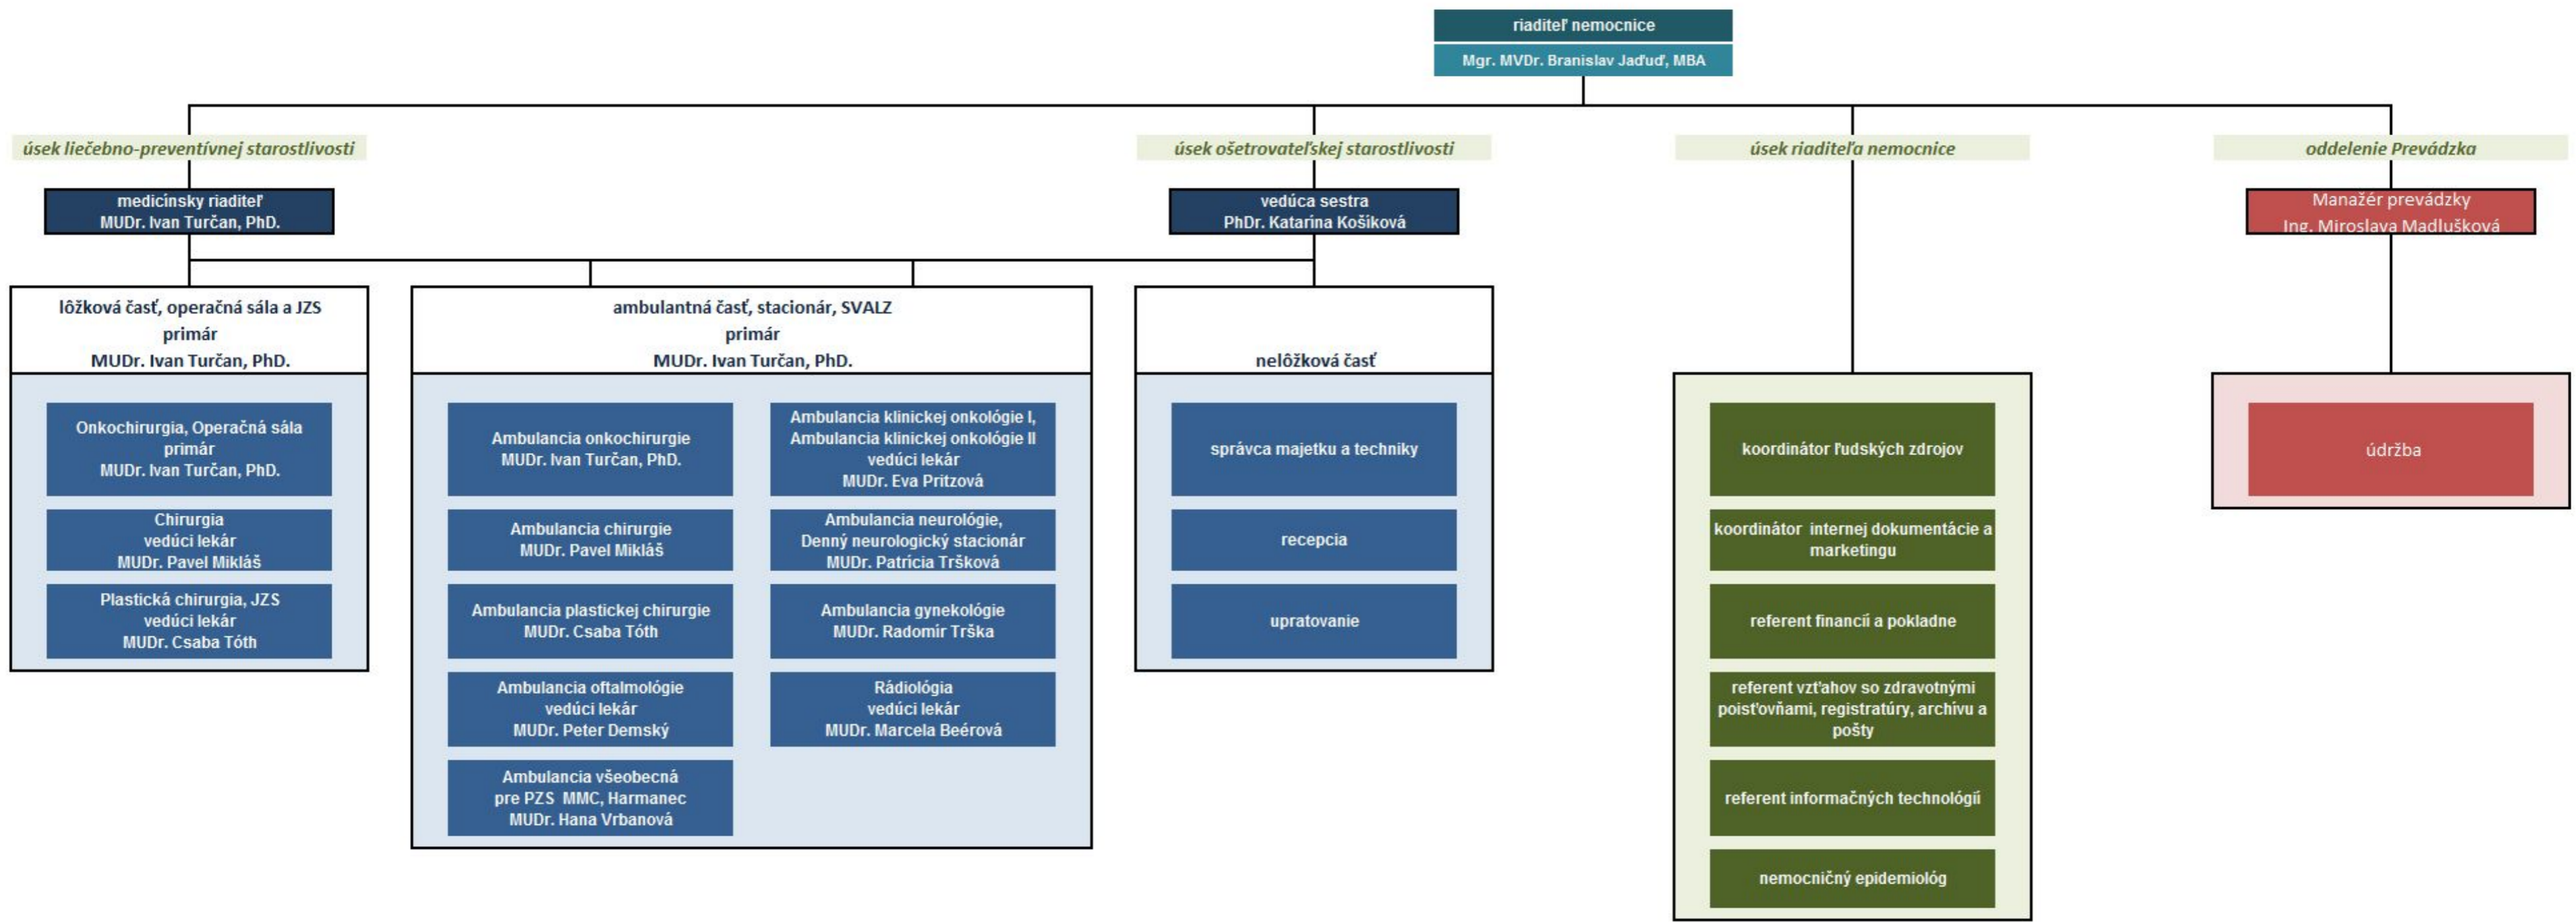 riaditeľ nemocnice
Mgr. MVDr. Branislav Jaďuď, MBA
úsek liečebno-preventívnej starostlivosti
úsek ošetrovateľskej starostlivosti
úsek riaditeľa nemocnice
oddelenie Prevádzka
medicínsky riaditeľ
MUDr. Ivan Turčan, PhD.
vedúca sestra
PhDr. Katarína Košíková
Manažér prevádzky
Ing. Miroslava Madlušková
lôžková časť, operačná sála a JZS
primár
MUDr. Ivan Turčan, PhD.
Onkochirurgia, Operačná sála
primár
MUDr. Ivan Turčan, PhD.
Chirurgia
vedúci lekár
MUDr. Pavel Mikláš
Plastická chirurgia, JZS
vedúci lekár
MUDr. Csaba Tóth
ambulantná časť, stacionár, SVALZ
primár
MUDr. Ivan Turčan, PhD.
Ambulancia onkochirurgie
MUDr. Ivan Turčan, PhD.
Ambulancia chirurgie
MUDr. Pavel Mikláš
Ambulancia plastickej chirurgie
MUDr. Csaba Tóth
Ambulancia oftalmológie
vedúci lekár
MUDr. Peter Demský
Ambulancia všeobecná
pre PZS MMC, Harmanec
MUDr. Hana Vrbanová
Ambulancia klinickej onkológie I,
Ambulancia klinickej onkológie II
vedúci lekár
MUDr. Eva Pritzová
Ambulancia neurológie,
Denný neurologický stacionár
MUDr. Patrícia Tršková
Ambulancia gynekológie
MUDr. Radomír Trška
Rádiológia
vedúci lekár
MUDr. Marcela Beérová
nelôžková časť
správca majetku a techniky
recepcia
upratovanie
koordinátor ľudských zdrojov
koordinátor internej dokumentácie a
marketingu
referent financií a pokladne
referent vzťahov so zdravotnými
poisťovňami, registratúry, archívu a
pošty
referent informačných technológií
nemocničný epidemiológ
údržba